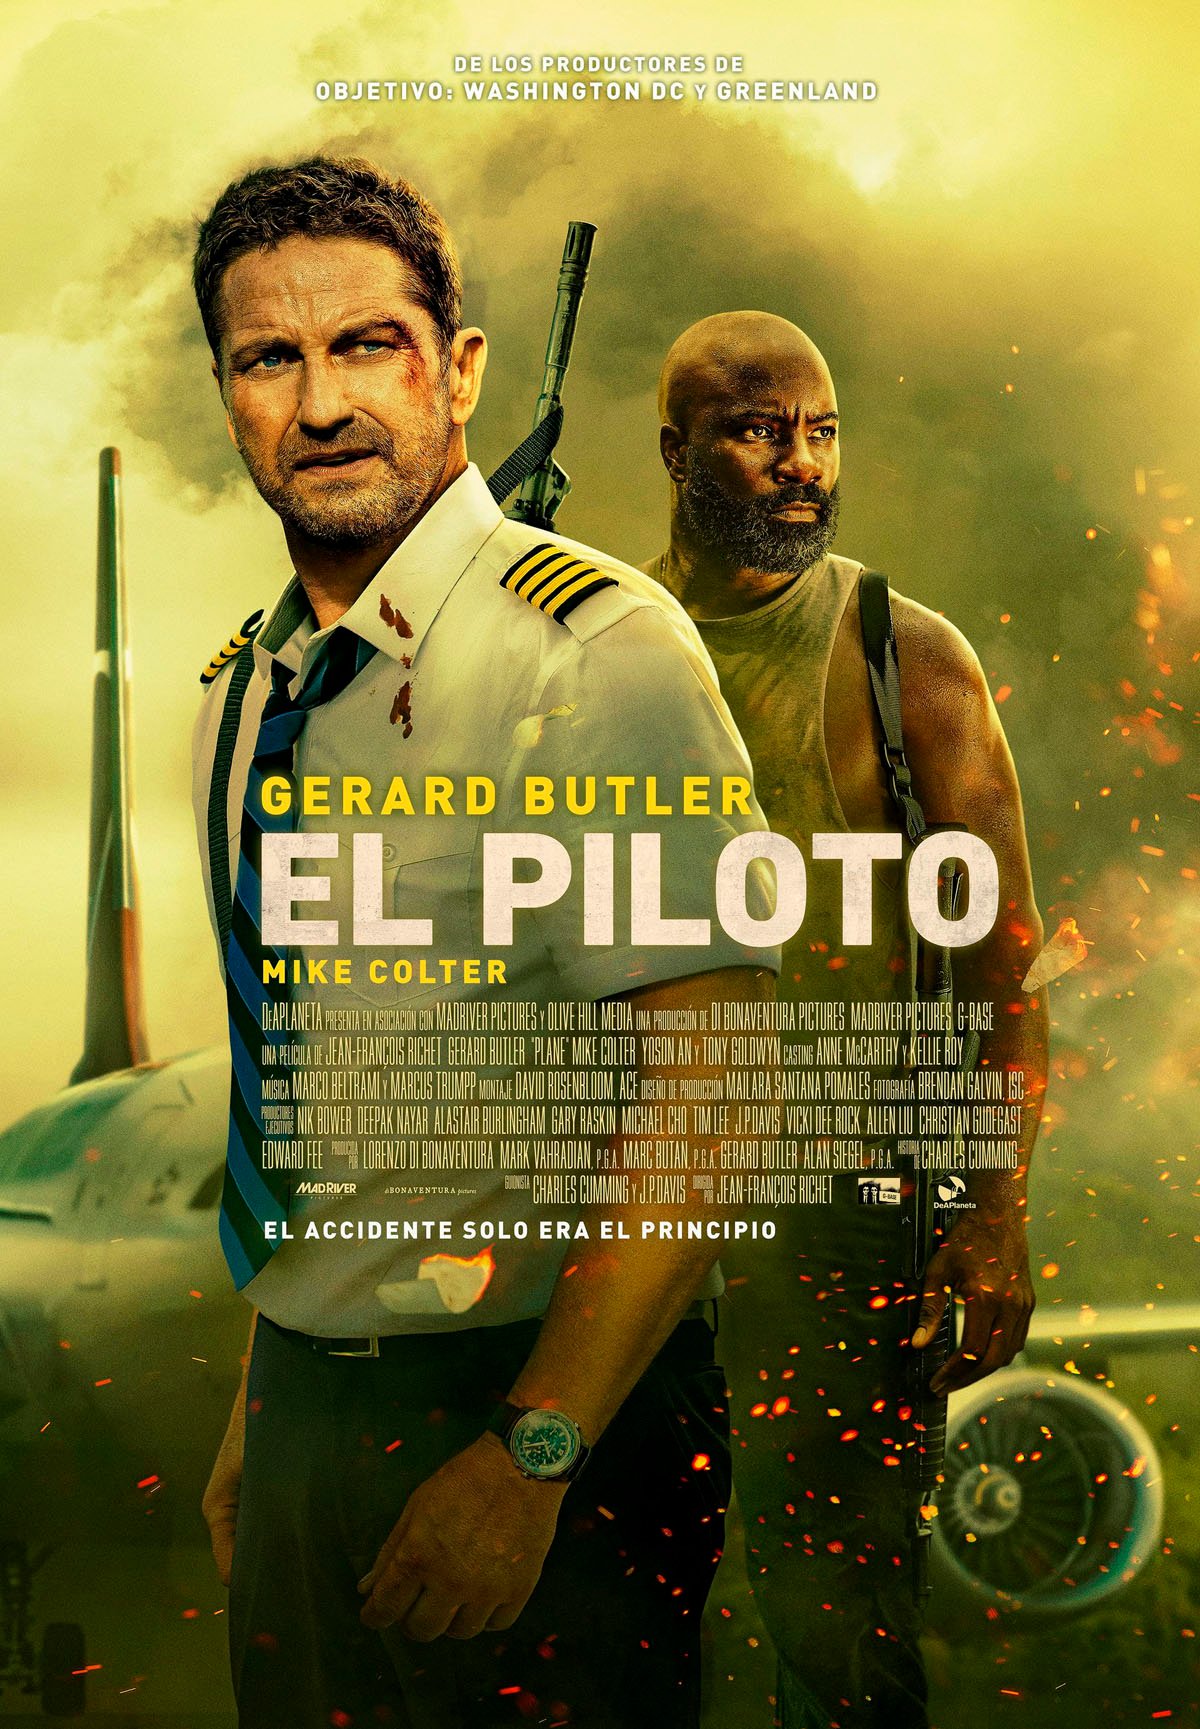 DE LOS PRODUCTORES DE
OBJETIVO: WASHINGTON DC Y GREENLAND
GERARD BUTLER
EL PILOTO
MIKE COLTER
DEAPLANETA PRESENTA EN ASOCIACIÓN CON MADRIVER PICTURES Y OLIVE HILL MEDIA UNA PRODUCCIÓN DE DI BONAVENTURA PICTURES MADRIVER PICTURES G-BASE
UNA PELÍCULA DE JEAN-FRANÇOIS RICHET GERARD BUTLER "PLANE" MIKE COLTER YOSON AN Y TONY GOLDWYN CASTING ANNE McCARTHY Y KELLIE ROY
MÚSICA MARCO BELTRAMI Y MARCUS TRUMPP MONTAJE DAVID ROSENBLOOM, ACE DISEÑO DE PRODUCCIÓN MAILARA SANTANA POMALES FOTOGRAFÍA BRENDAN GALVIN, ISC
PRODUCTORES EJECUTIVOS NIK BOWER DEEPAK NAYAR ALASTAIR BURLINGHAM GARY RASKIN MICHAEL CHO TIM LEE J.P.DAVIS VICKI DEE ROCK ALLEN LIU CHRISTIAN GUDEGAST
EDWARD FEE PRODUCIDA POR LORENZO DI BONAVENTURA MARK VAHRADIAN, P.G.A. MARC BUTAN, P.G.A. GERARD BUTLER ALAN SIEGEL, P.G.A. HISTORIA DE CHARLES CUMMING
MADRIVER PICTURES di BONAVENTURA pictures GUIONISTA CHARLES CUMMING Y J.P.DAVIS DIRIGIDA POR JEAN-FRANÇOIS RICHET G-BASE DeAPlaneta
EL ACCIDENTE SOLO ERA EL PRINCIPIO